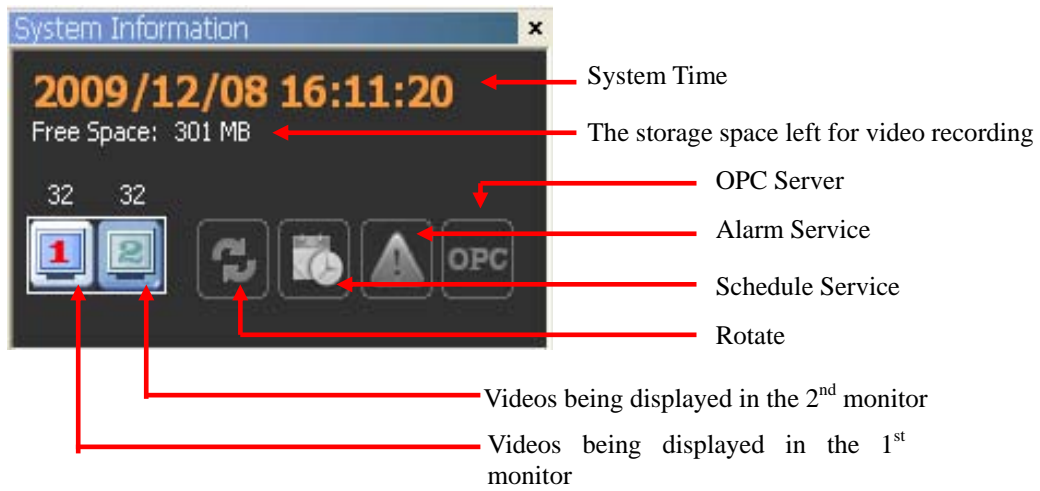 System Information
x
2009/12/08 16:11:20
System Time
Free Space: 301 MB
The storage space left for video recording
OPC Server
32 32
Alarm Service
1 2 OPC
Schedule Service
Rotate
Videos being displayed in the 2nd monitor
Videos being displayed in the 1st
monitor